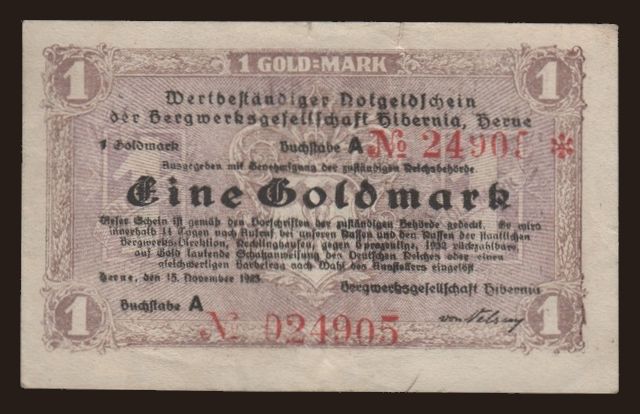 1 1
1 GOLD=MARK
Wertbeständiger Notgeldschein
der Bergwerksgesellschaft Hibernia, Herne
1 Goldmark Buchstabe A No 24905 *
Ausgegeben mit Genehmigung der zuständigen Reichsbehörde.
Eine Goldmark
Dieser Schein ist gemäß den Vorschriften der zuständigen Behörde gedeckt. Er wird
innerhalb 14 Tagen nach Aufruf bei unseren Kassen und den Kassen der staatlichen
Bergwerks-Direktion, Recklinghausen, gegen 6prozentige, 1932 rückzahlbare,
auf Gold lautende Schatzanweisung des Deutschen Reiches oder einen
gleichwertigen Barbetrag nach Wahl des Ausstellers eingelöst
Herne, den 15. November 1923.
Bergwerksgesellschaft Hibernia
Buchstabe A
No 024905
1 1